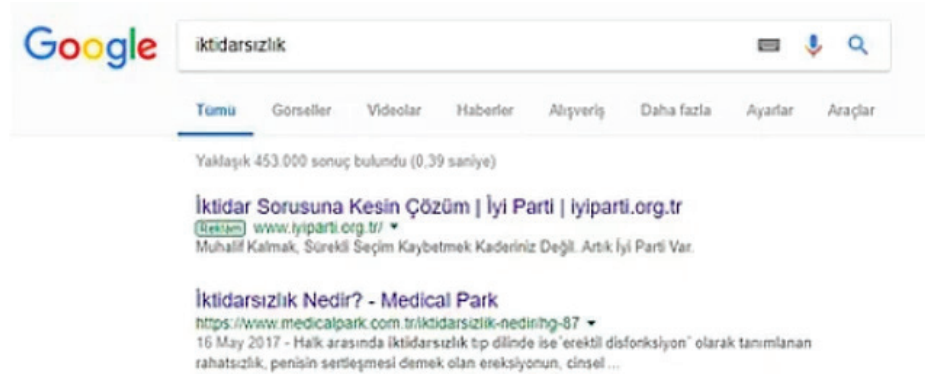 Google
iktidarsızlık
Tümü Görseller Videolar Haberler Alışveriş Daha fazla Ayarlar Araçlar
Yaklaşık 453.000 sonuç bulundu (0,39 saniye)
İktidar Sorusuna Kesin Çözüm | İyi Parti | iyiparti.org.tr
Reklam www.iyiparti.org.tr/
Muhalif Kalmak, Sürekli Seçim Kaybetmek Kaderiniz Değil. Artık İyi Parti Var.
İktidarsızlık Nedir? - Medical Park
https://www.medicalpark.com.tr/iktidarsizlik-nedir/hg-87
16 May 2017 - Halk arasında iktidarsızlık tıp dilinde ise"erektil disfonksiyon" olarak tanımlanan
rahatsızlık, penisin sertleşmesi demek olan ereksiyonun, cinsel ...